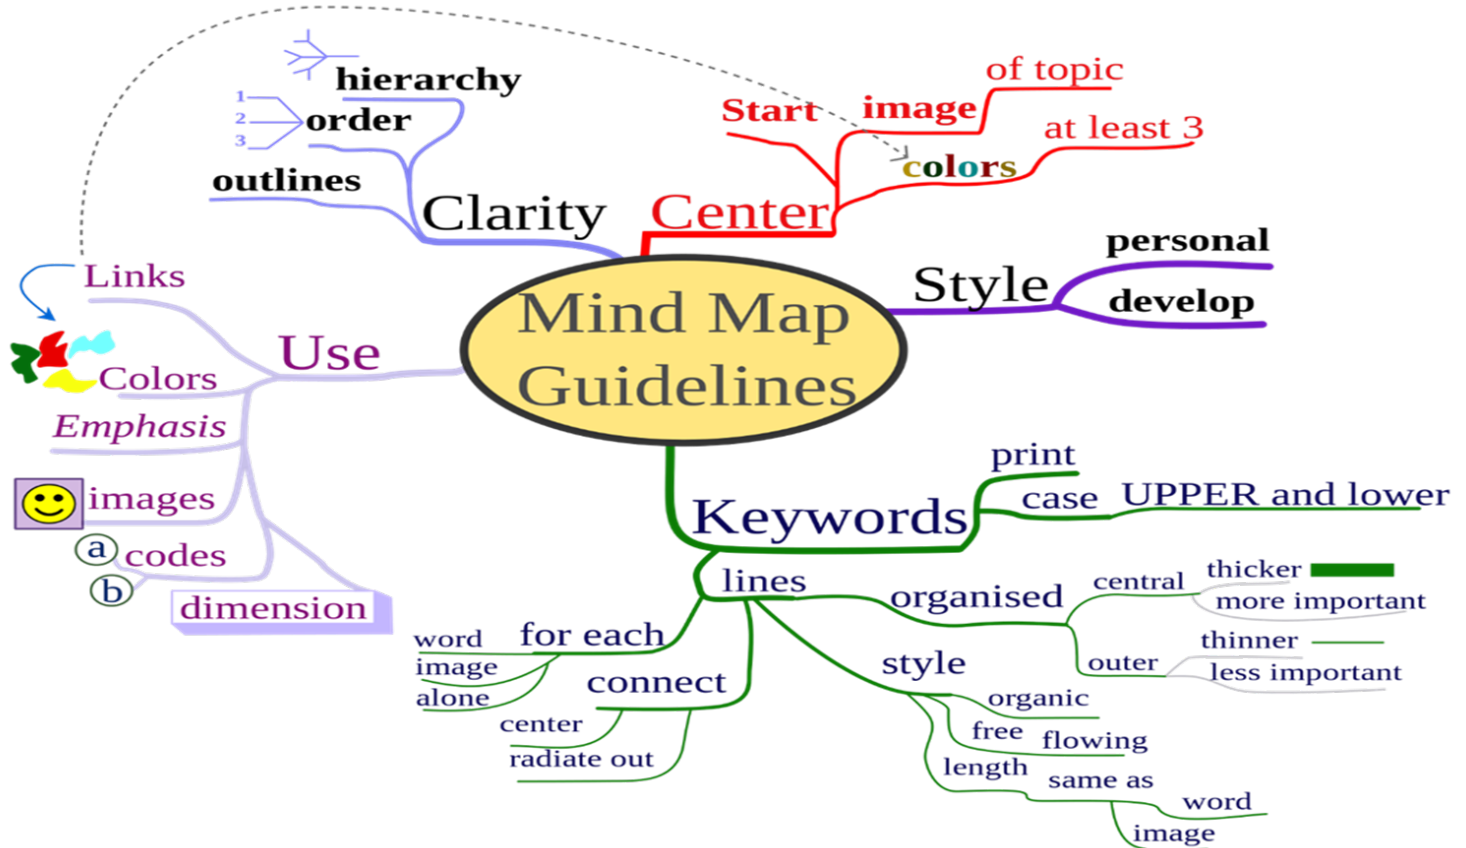 Mind Map
Guidelines
Clarity
hierarchy
order
1
2
3
outlines
Center
Start
image
of topic
colors
at least 3
Style
personal
develop
Use
Links
Colors
Emphasis
images
codes
a
b
dimension
Keywords
print
case
UPPER and lower
lines
for each
word
image
alone
connect
center
radiate out
organised
central
thicker
more important
outer
thinner
less important
style
organic
free flowing
length
same as
word
image